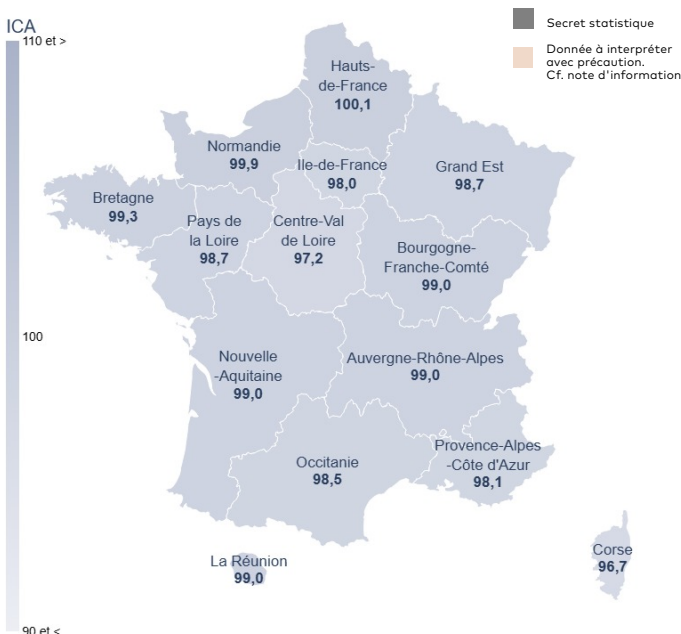 ICA
110 et >
100
90 et <
Secret statistique
Donnée à interpréter
avec précaution.
Cf. note d'information
Hauts-
de-France
100,1
Normandie
99,9
Ile-de-France
98,0
Grand Est
98,7
Bretagne
99,3
Pays de
la Loire
98,7
Centre-Val
de Loire
97,2
Bourgogne-
Franche-Comté
99,0
Nouvelle
-Aquitaine
99,0
Auvergne-Rhône-Alpes
99,0
Occitanie
98,5
Provence-Alpes
-Côte d'Azur
98,1
La Réunion
99,0
Corse
96,7